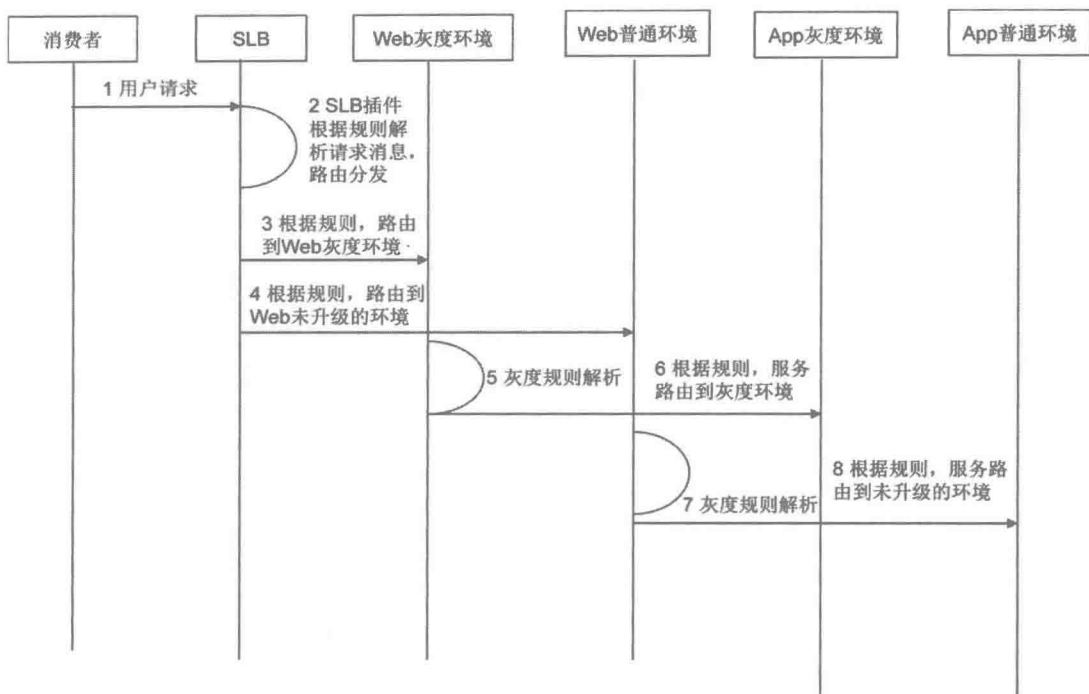 消费者
SLB
Web灰度环境
Web普通环境
App灰度环境
App普通环境
1 用户请求
2 SLB插件
根据规则解
析请求消息,
路由分发
3 根据规则，路由
到Web灰度环境
4 根据规则，路由到
Web未升级的环境
5 灰度规则解析
6 根据规则，服务
路由到灰度环境
7 灰度规则解析
8 根据规则，服务路
由到未升级的环境